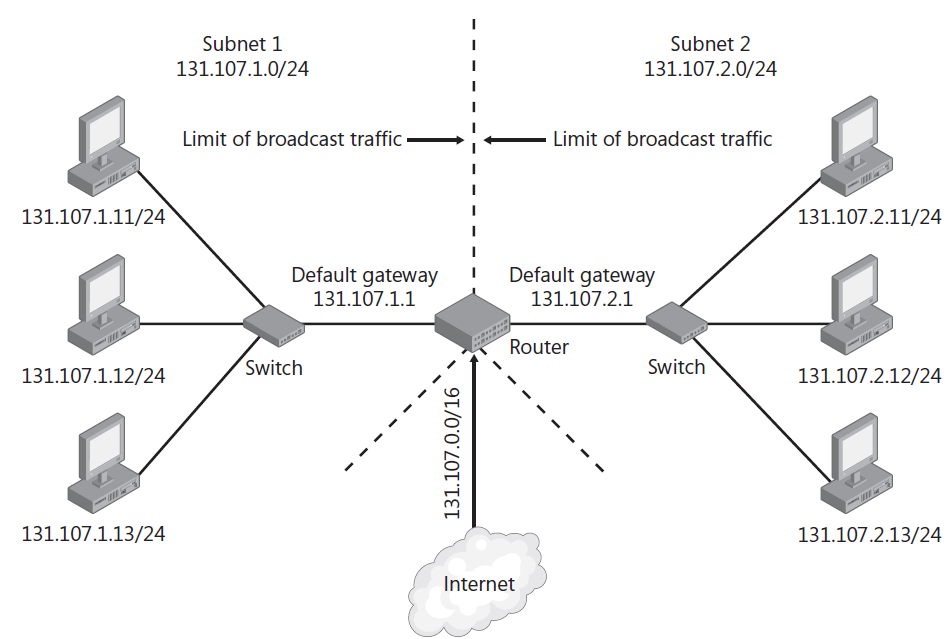 Subnet 1
131.107.1.0/24
Subnet 2
131.107.2.0/24
Limit of broadcast traffic
Limit of broadcast traffic
131.107.1.11/24
131.107.2.11/24
Default gateway
131.107.1.1
Default gateway
131.107.2.1
Router
Switch
Switch
131.107.1.12/24
131.107.2.12/24
131.107.0.0/16
131.107.1.13/24
131.107.2.13/24
Internet